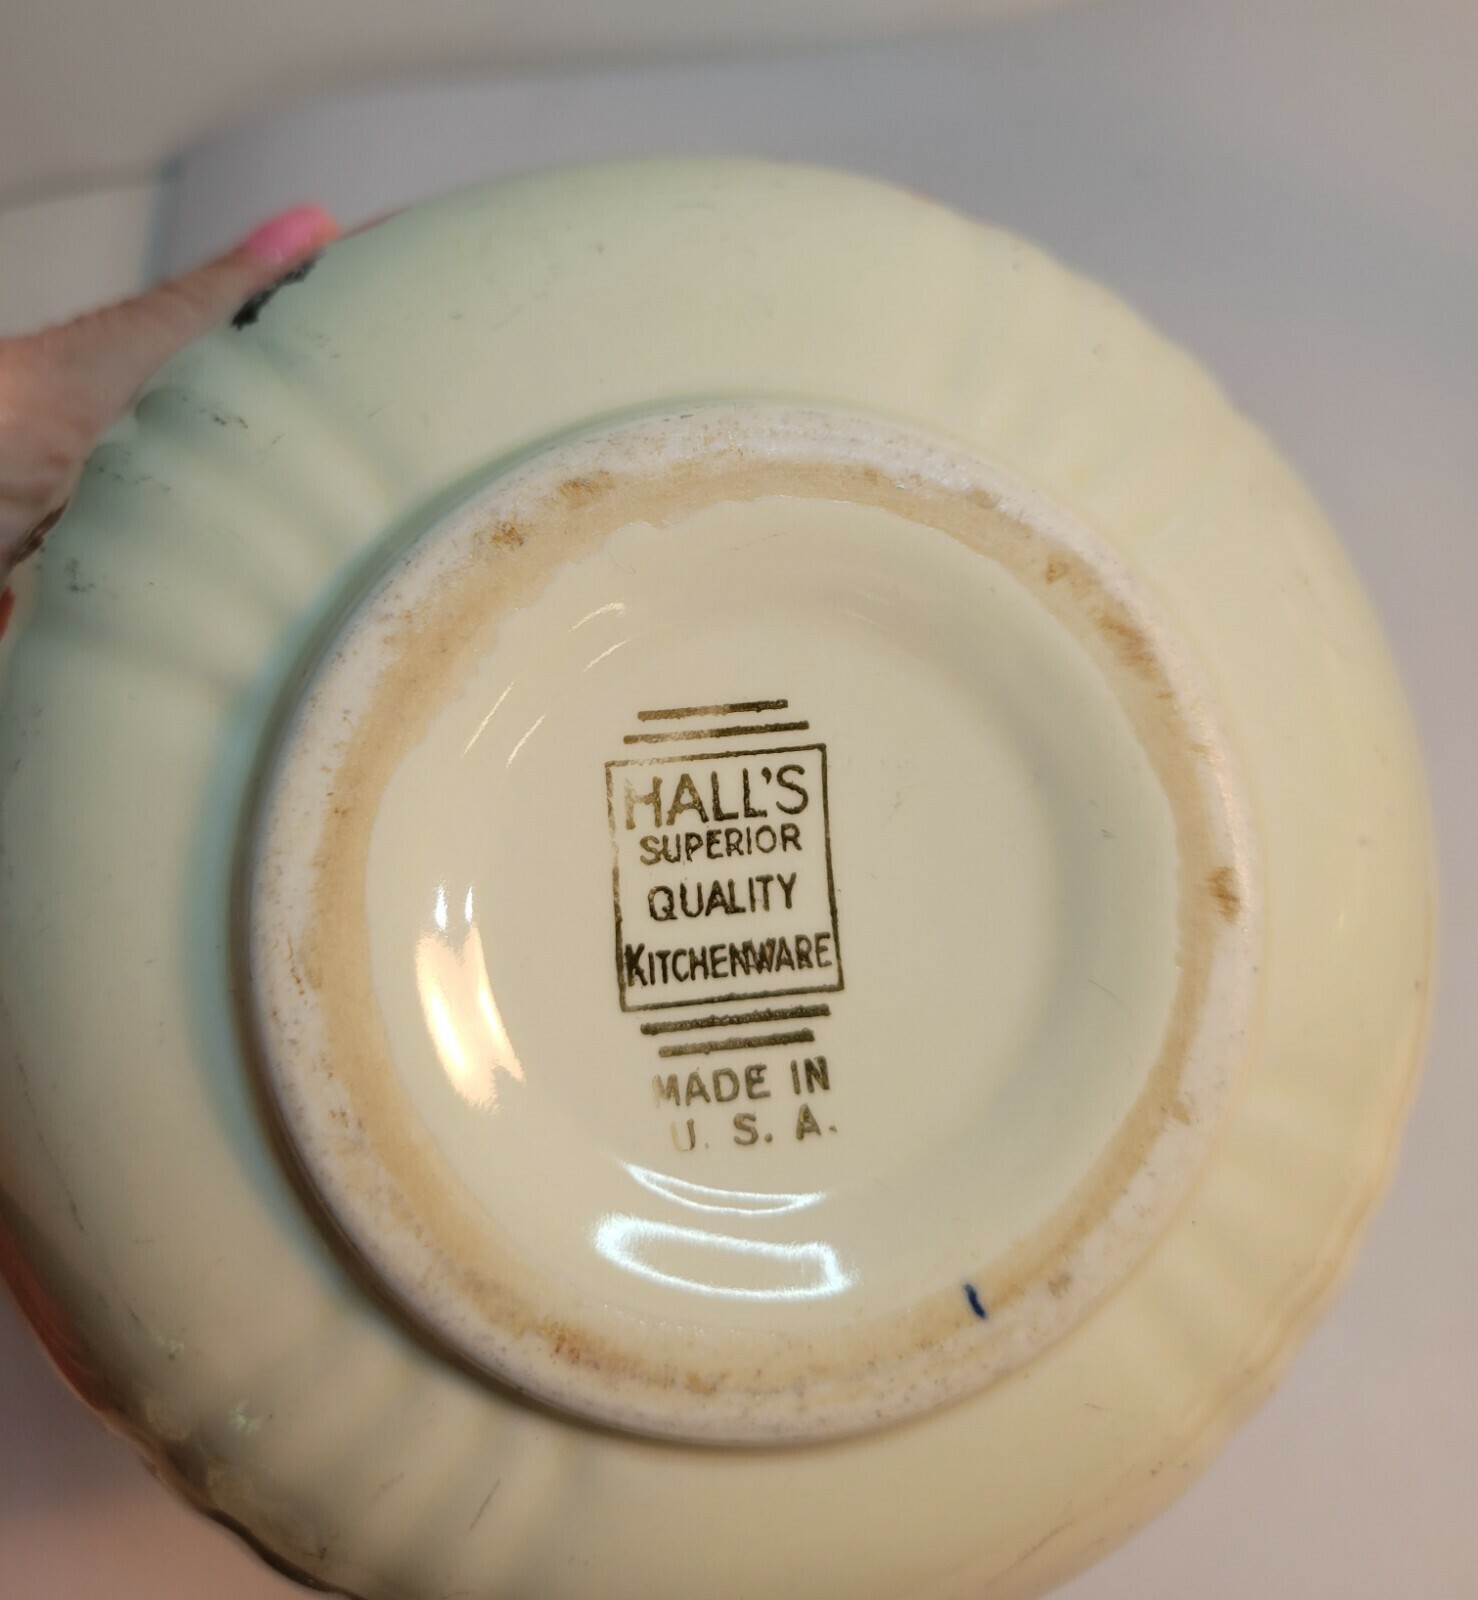 HALL'S
SUPERIOR
QUALITY
KITCHENWARE
MADE IN
U. S. A.